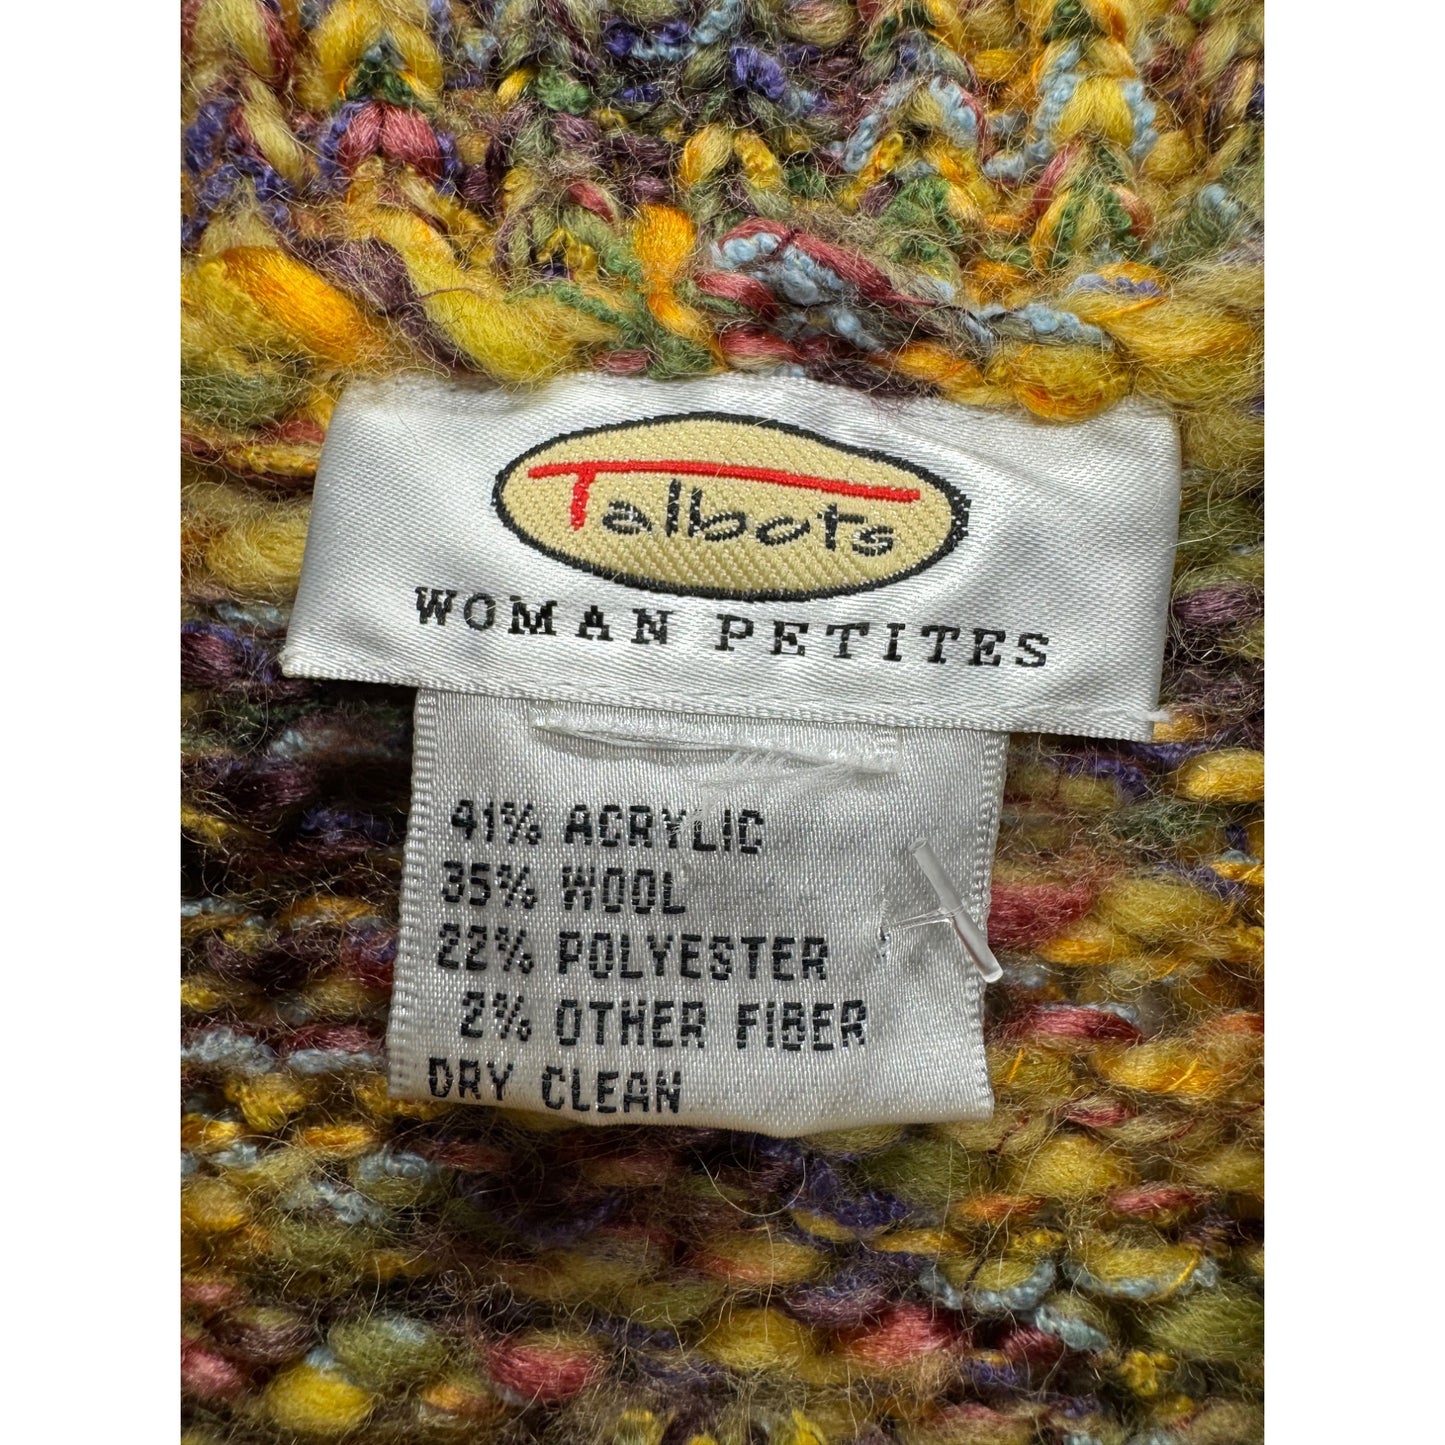 Talbots
WOMAN PETITES
41% ACRYLIC
35% WOOL
22% POLYESTER
2% OTHER FIBER
DRY CLEAN